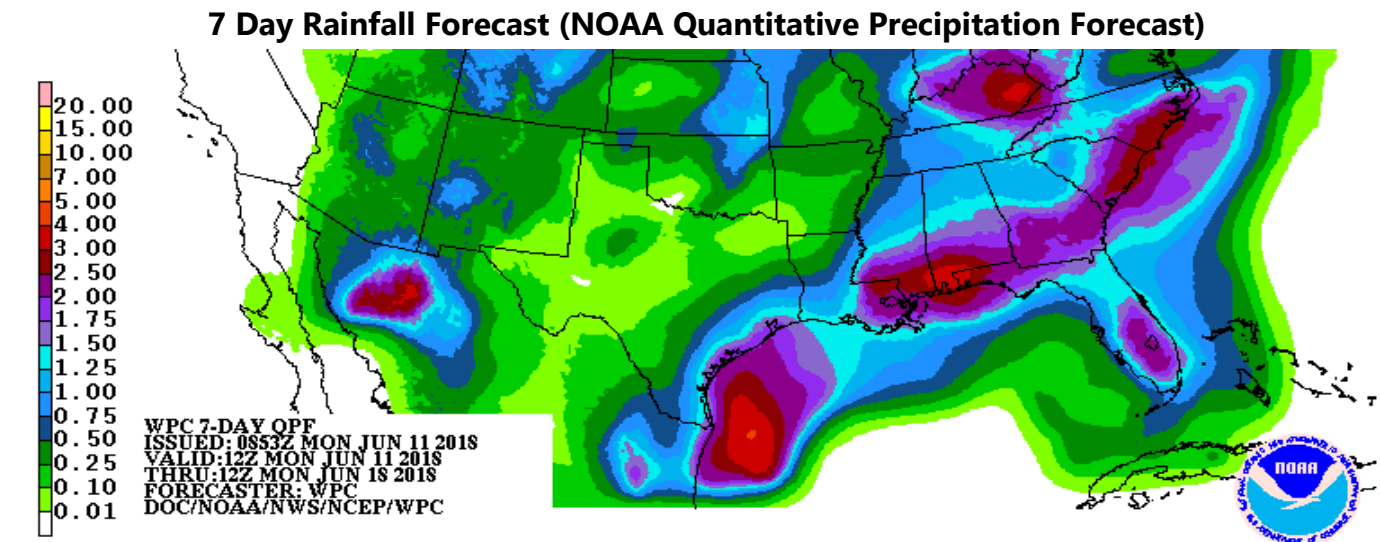 7 Day Rainfall Forecast (NOAA Quantitative Precipitation Forecast)
20.00
15.00
10.00
7.00
5.00
4.00
3.00
2.50
2.00
1.75
1.50
1.25
1.00
0.75
0.50
0.25
0.10
0.01
WPC 7-DAY QPF
ISSUED: 0853Z MON JUN 11 2018
VALID:12Z MON JUN 11 2018
THRU:12Z MON JUN 18 2018
FORECASTER: WPC
DOC/NOAA/NWS/NCEP/WPC
NOAA